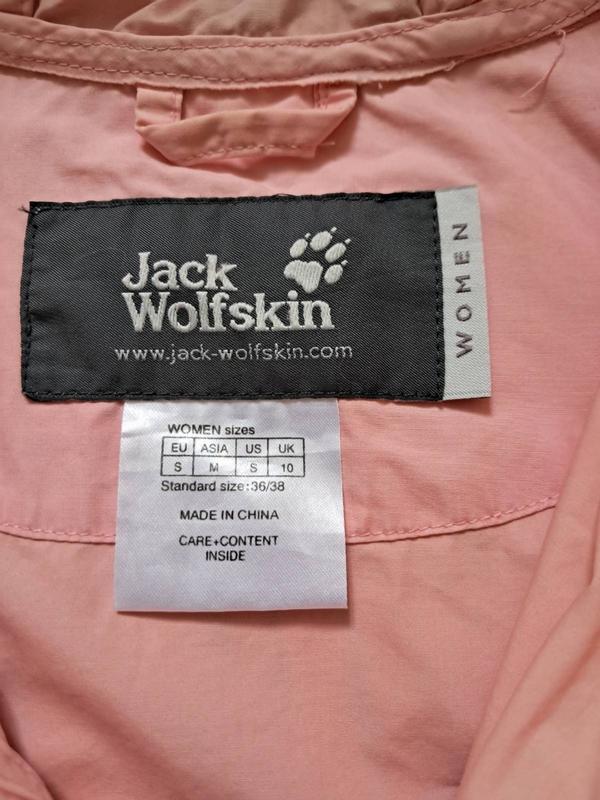 Jack
Wolfskin
www.jack-wolfskin.com
WOMEN
WOMEN sizes
EU ASIA US UK
S M S 10
Standard size:36/38
MADE IN CHINA
CARE+CONTENT
INSIDE